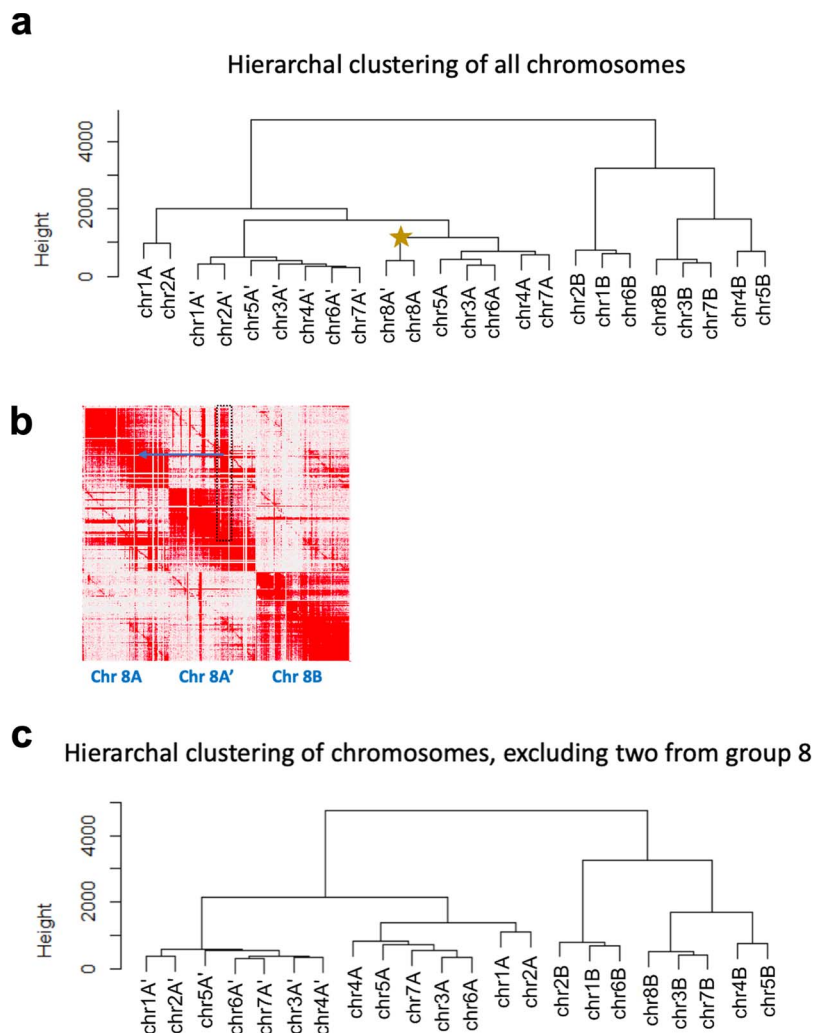 a
Hierarchal clustering of all chromosomes
Height
0 2000 4000
chr1A chr2A chr1A' chr2A' chr5A' chr3A' chr4A' chr6A' chr7A' chr8A' chr8A chr5A chr3A chr6A chr4A chr7A chr2B chr1B chr6B chr8B chr3B chr7B chr4B chr5B
b
Chr 8A Chr 8A’ Chr 8B
c
Hierarchal clustering of chromosomes, excluding two from group 8
Height
0 2000 4000
chr1A' chr2A' chr5A' chr6A' chr7A' chr3A' chr4A' chr4A chr5A chr7A chr3A chr6A chr1A chr2A chr2B chr1B chr6B chr8B chr3B chr7B chr4B chr5B